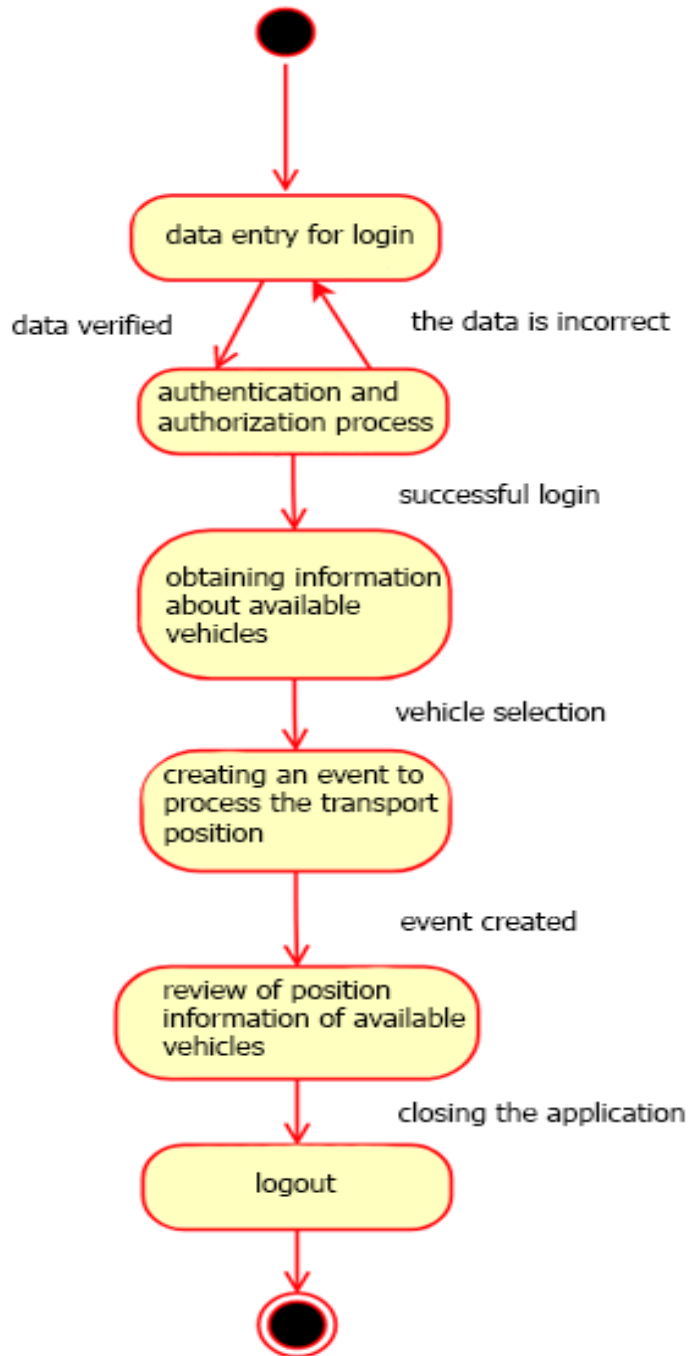 data entry for login
data verified
the data is incorrect
authentication and
authorization process
successful login
obtaining information
about available
vehicles
vehicle selection
creating an event to
process the transport
position
event created
review of position
information of available
vehicles
closing the application
logout